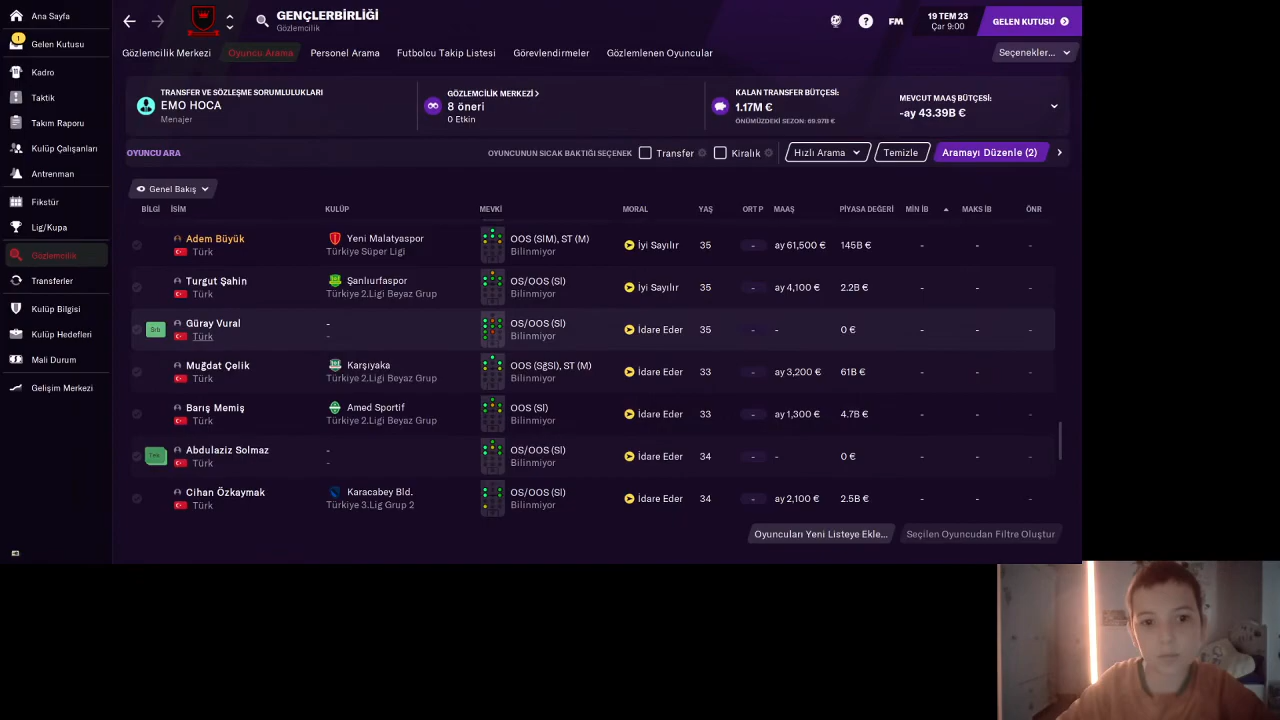 Ana Sayfa
1
Gelen Kutusu
Kadro
Taktik
Takım Raporu
Kulüp Çalışanları
Antrenman
Fikstür
Lig/Kupa
Gözlemcilik
Transferler
Kulüp Bilgisi
Kulüp Hedefleri
Mali Durum
Gelişim Merkezi
GENÇLERBİRLİĞİ
Gözlemcilik
? FM
19 TEM 23
Çar 9:00
GELEN KUTUSU
Gözlemcilik Merkezi Oyuncu Arama Personel Arama Futbolcu Takip Listesi Görevlendirmeler Gözlemlenen Oyuncular Seçenekler...
TRANSFER VE SÖZLEŞME SORUMLULUKLARI
EMO HOCA
Menajer
GÖZLEMCİLİK MERKEZİ >
8 öneri
0 Etkin
KALAN TRANSFER BÜTÇESİ:
1.17M €
ÖNÜMÜZDEKİ SEZON: 69.97B €
MEVCUT MAAŞ BÜTÇESİ:
-ay 43.39B €
OYUNCU ARA OYUNCUNUN SICAK BAKTIĞI SEÇENEK Transfer Kiralık Hızlı Arama Temizle Aramayı Düzenle (2)
Genel Bakış
BİLGİ İSİM KULÜP MEVKİ MORAL YAŞ ORT P MAAŞ PİYASA DEĞERİ MİN İB MAKS İB ÖNR
Adem Büyük Yeni Malatyaspor OOS (SlM), ST (M) İyi Sayılır 35 - ay 61,500 € 145B € - - -
Türk Türkiye Süper Ligi Bilinmiyor
Turgut Şahin Şanlıurfaspor OS/OOS (Sl) İyi Sayılır 35 - ay 4,100 € 2.2B € - - -
Türk Türkiye 2.Ligi Beyaz Grup Bilinmiyor
Srb Güray Vural - OS/OOS (Sl) İdare Eder 35 - - 0 € - - -
Türk - Bilinmiyor
Muğdat Çelik Karşıyaka OOS (SğSl), ST (M) İdare Eder 33 - ay 3,200 € 61B € - - -
Türk Türkiye 2.Ligi Beyaz Grup Bilinmiyor
Barış Memiş Amed Sportif OOS (Sl) İdare Eder 33 - ay 1,300 € 4.7B € - - -
Türk Türkiye 2.Ligi Beyaz Grup Bilinmiyor
Abdulaziz Solmaz - OS/OOS (Sl) İdare Eder 34 - - 0 € - - -
Türk - Bilinmiyor
Cihan Özkaymak Karacabey Bld. OS/OOS (Sl) İdare Eder 34 - ay 2,100 € 2.5B € - - -
Türk Türkiye 3.Lig Grup 2 Bilinmiyor
Oyuncuları Yeni Listeye Ekle... Seçilen Oyuncudan Filtre Oluştur